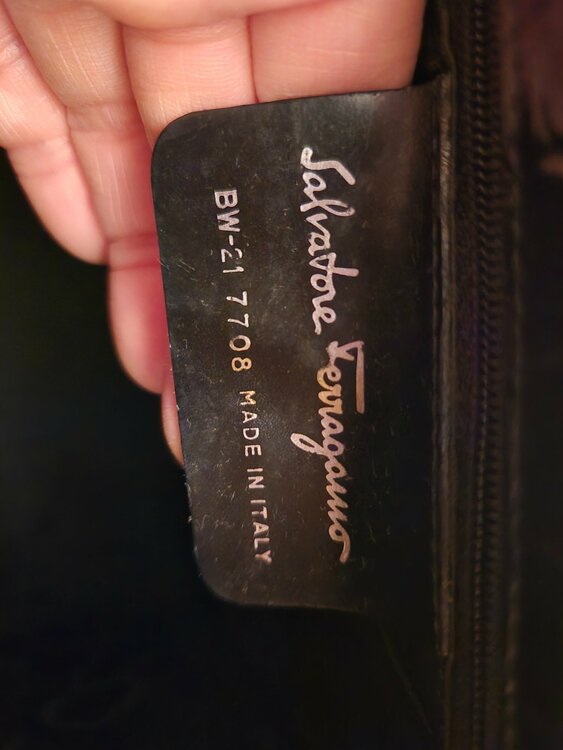 Salvatore Ferragamo
BW-21 7708 MADE IN ITALY